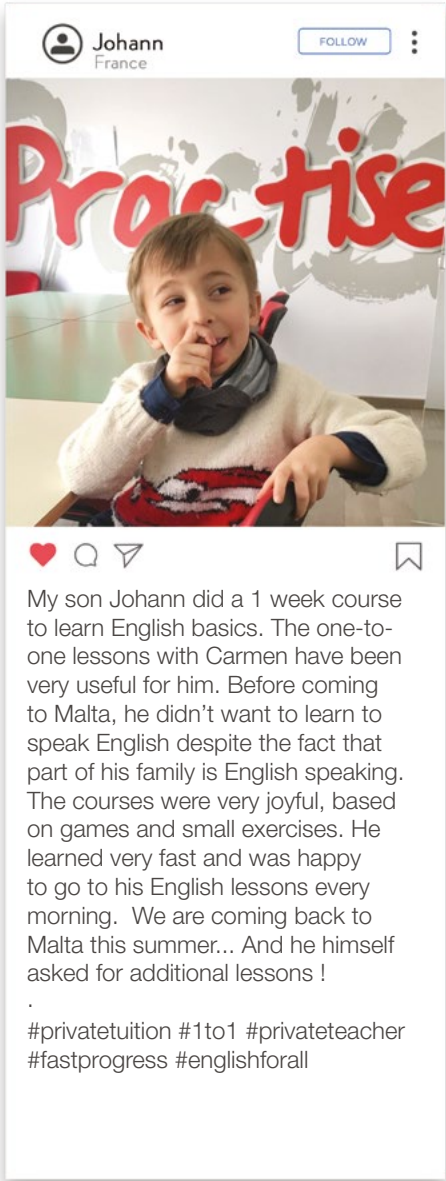 Johann
France
FOLLOW
Practise
My son Johann did a 1 week course
to learn English basics. The one-to-
one lessons with Carmen have been
very useful for him. Before coming
to Malta, he didn’t want to learn to
speak English despite the fact that
part of his family is English speaking.
The courses were very joyful, based
on games and small exercises. He
learned very fast and was happy
to go to his English lessons every
morning.  We are coming back to
Malta this summer... And he himself
asked for additional lessons !
.
#privatetuition #1to1 #privateteacher
#fastprogress #englishforall